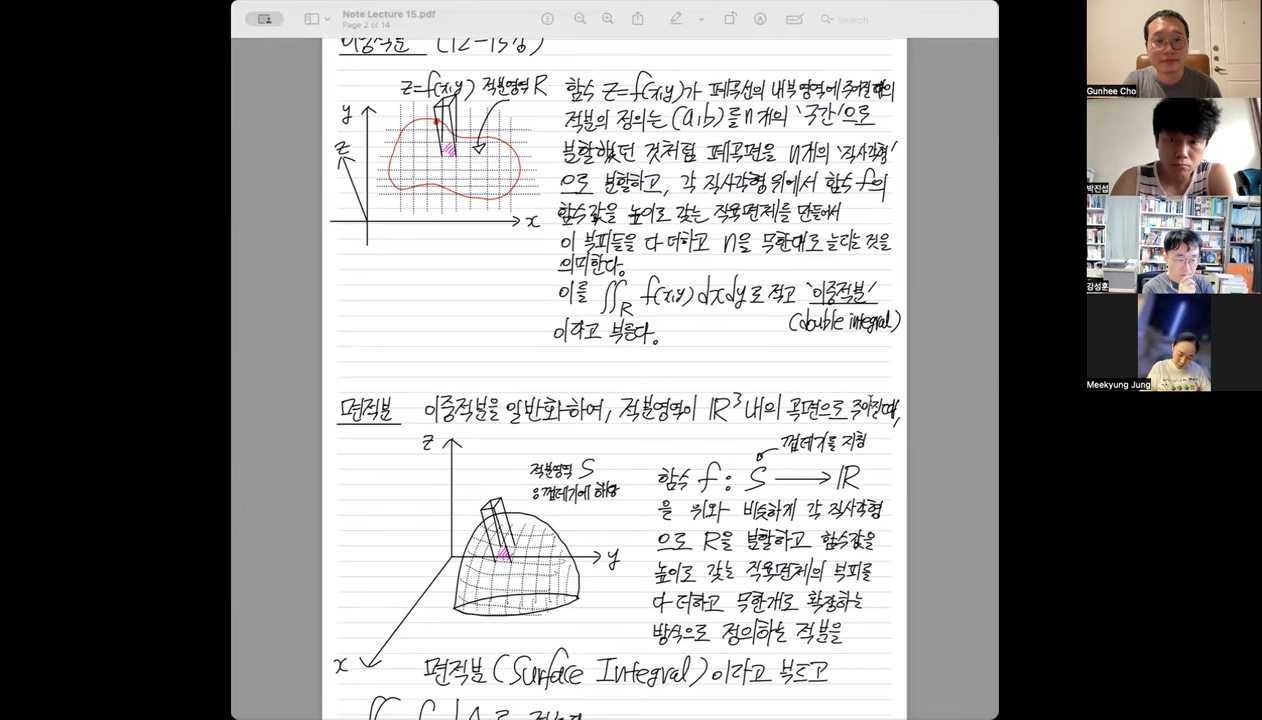 Note Lecture 15.pdf
Page 2 of 14
Search
이중적분 (12-15장)
z=f(x,y) 적분영역 R
y
z
x
함수 z=f(x,y)가 폐곡선의 내부영역에 주어질때의
적분의 정의는 (a,b)를 n개의 '구간'으로
분할했던 것처럼 폐곡면을 n개의 '직사각형'
으로 분할하고, 각 직사각형 위에서 함수 f의
함수값을 높이로 갖는 직육면체를 만들어서
이 부피들을 다 더하고 n을 무한대로 늘리는 것을
의미한다.
이를 ∬_R f(x,y) dxdy로 적고 '이중적분'
(double integral)
이라고 부른다.
면적분 이중적분을 일반화하여, 적분영역이 ℝ³ 내의 곡면으로 주어질때,
z
y
x
적분영역 S
는 껍데기에 해당
껍데기를 지칭
함수 f : S → ℝ
을 위와 비슷하게 각 직사각형
으로 R을 분할하고 함수값을
높이로 갖는 직육면체의 부피를
다 더하고 무한개로 확장하는
방식으로 정의하는 적분을
면적분(Surface Integral)이라고 부르고
Gunhee Cho
박진섭
강성훈
Meekyung Jung